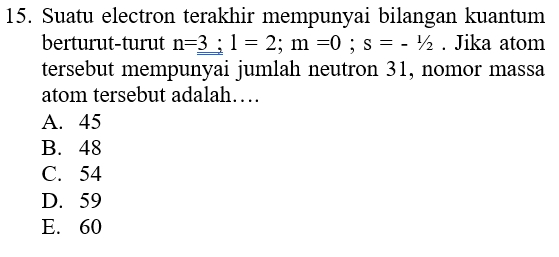 15. Suatu electron terakhir mempunyai bilangan kuantum
berturut-turut n=3 ; l = 2; m =0 ; s = - ½ . Jika atom
tersebut mempunyai jumlah neutron 31, nomor massa
atom tersebut adalah….
A. 45
B. 48
C. 54
D. 59
E. 60